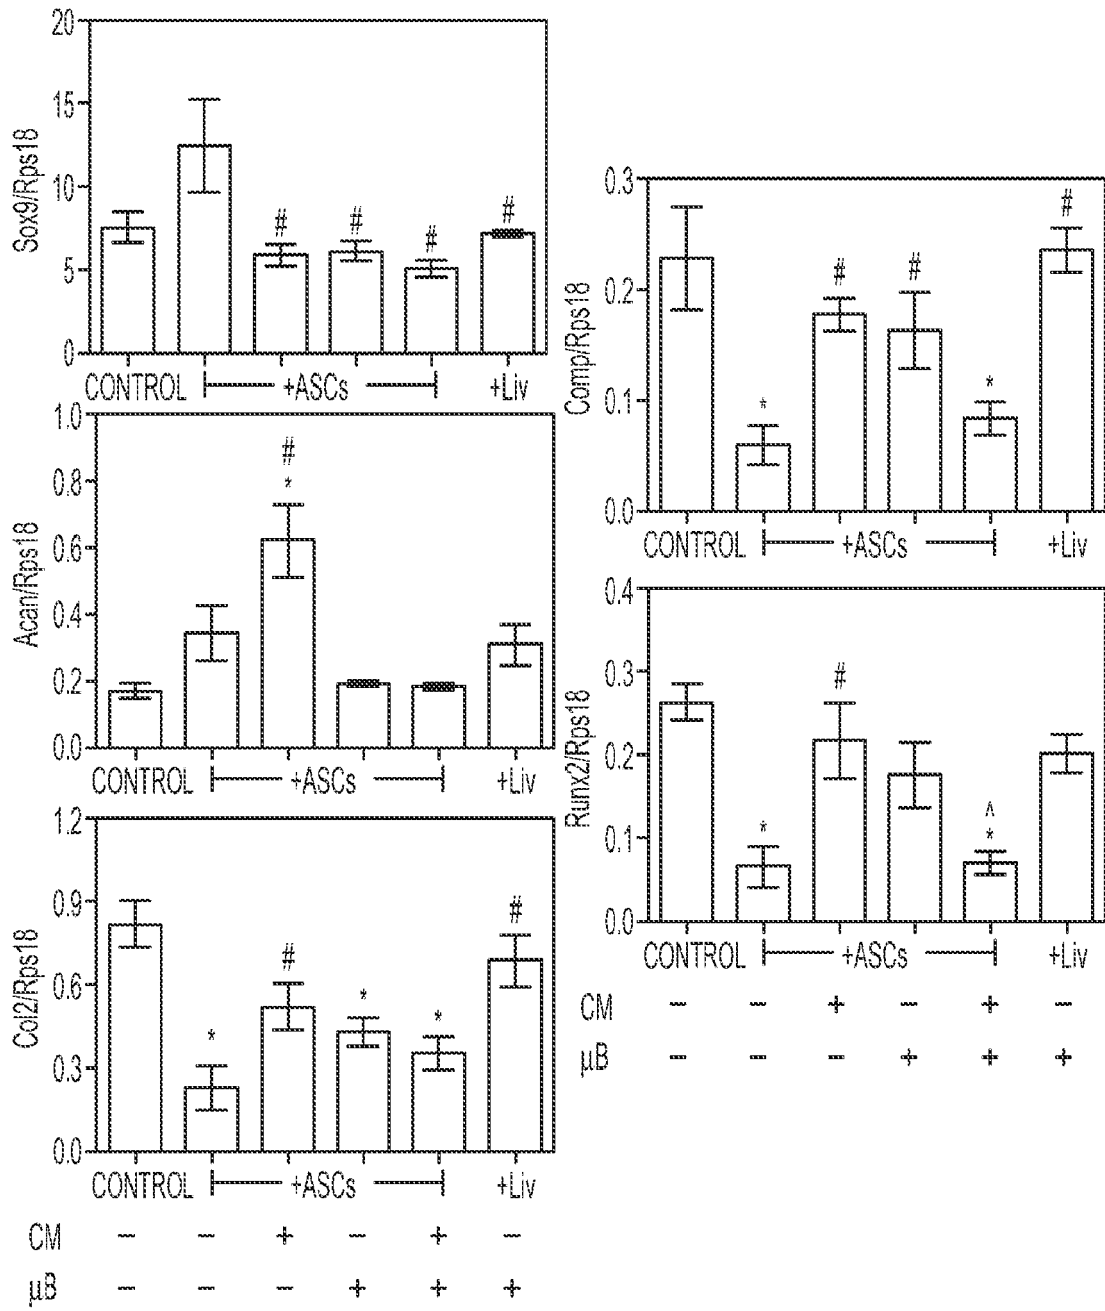 20
15
10
5
0
Sox9/Rps18
# # # #
CONTROL +ASCs +Liv
1.0
0.8
0.6
0.4
0.2
0.0
Acan/Rps18
#
*
CONTROL +ASCs +Liv
1.2
0.9
0.6
0.3
0.0
Col2/Rps18
* # * * #
CONTROL +ASCs +Liv
CM - - + - + -
μB - - - + + +
0.3
0.2
0.1
0.0
Comp/Rps18
* # # * #
CONTROL +ASCs +Liv
0.4
0.3
0.2
0.1
0.0
Runx2/Rps18
* # ^
*
CONTROL +ASCs +Liv
CM - - + - + -
μB - - - + + +